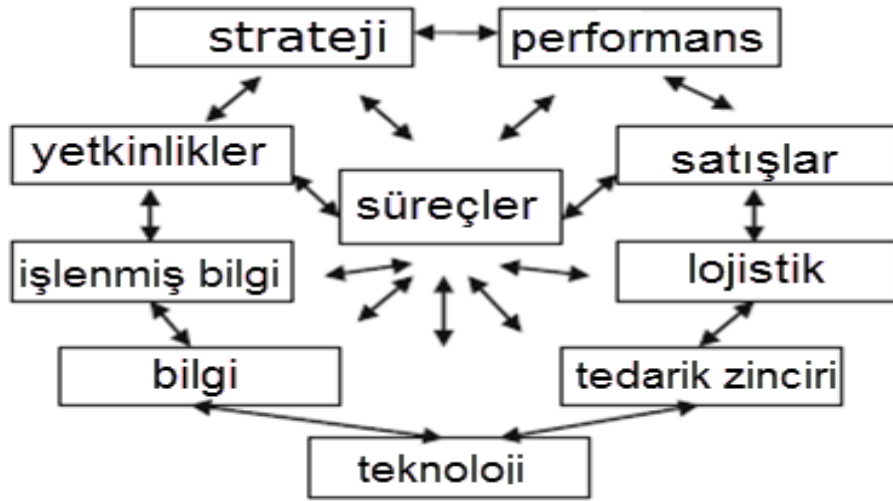 strateji
performans
yetkinlikler
süreçler
satışlar
işlenmiş bilgi
lojistik
bilgi
tedarik zinciri
teknoloji